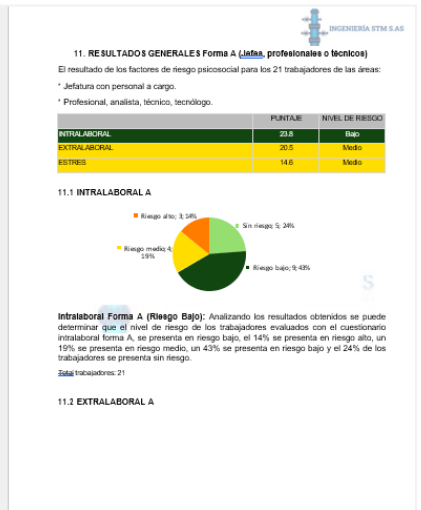 INGENIERÍA STM S.AS
11. RESULTADOS GENERALES Forma A (Jefes, profesionales o técnicos)
El resultado de los factores de riesgo psicosocial para los 21 trabajadores de las áreas:
* Jefatura con personal a cargo.
* Profesional, analista, técnico, tecnólogo.
PUNTAJE NIVEL DE RIESGO
INTRALABORAL 23.8 Bajo
EXTRALABORAL 20.5 Medio
ESTRES 14.6 Medio
11.1 INTRALABORAL A
Riesgo alto; 3; 14%
Sin riesgo; 5; 24%
Riesgo medio; 4;
19%
Riesgo bajo; 9; 43%
Intralaboral Forma A (Riesgo Bajo): Analizando los resultados obtenidos se puede
determinar que el nivel de riesgo de los trabajadores evaluados con el cuestionario
intralaboral forma A, se presenta en riesgo bajo, el 14% se presenta en riesgo alto, un
19% se presenta en riesgo medio, un 43% se presenta en riesgo bajo y el 24% de los
trabajadores se presenta sin riesgo.
Total trabajadores: 21
11.2 EXTRALABORAL A